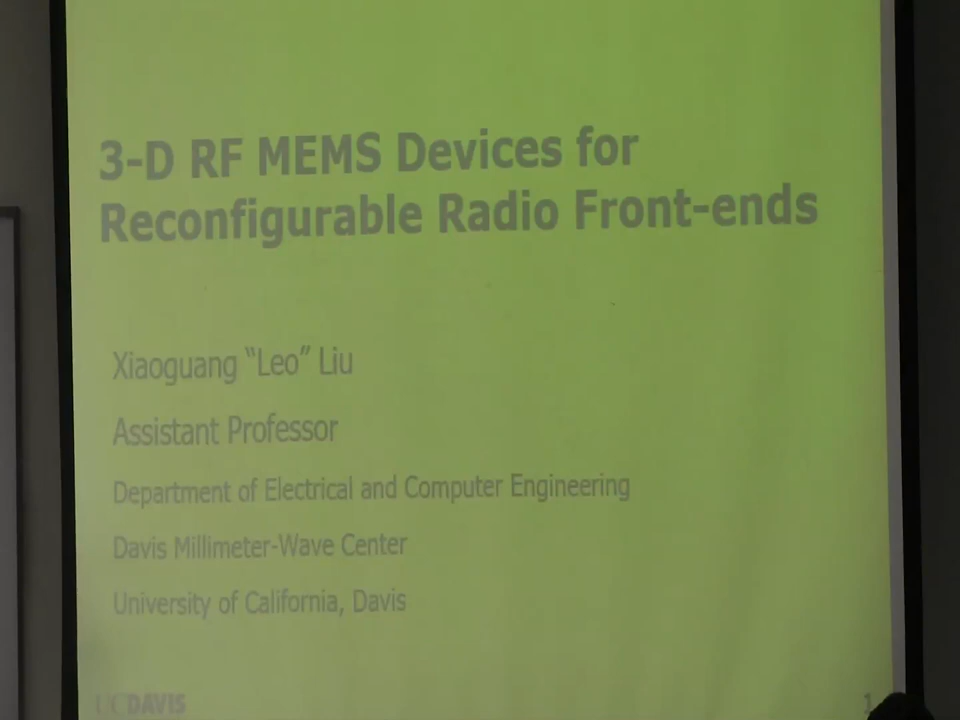 3-D RF MEMS Devices for
Reconfigurable Radio Front-ends
Xiaoguang “Leo” Liu
Assistant Professor
Department of Electrical and Computer Engineering
Davis Millimeter-Wave Center
University of California, Davis
UCDAVIS
1